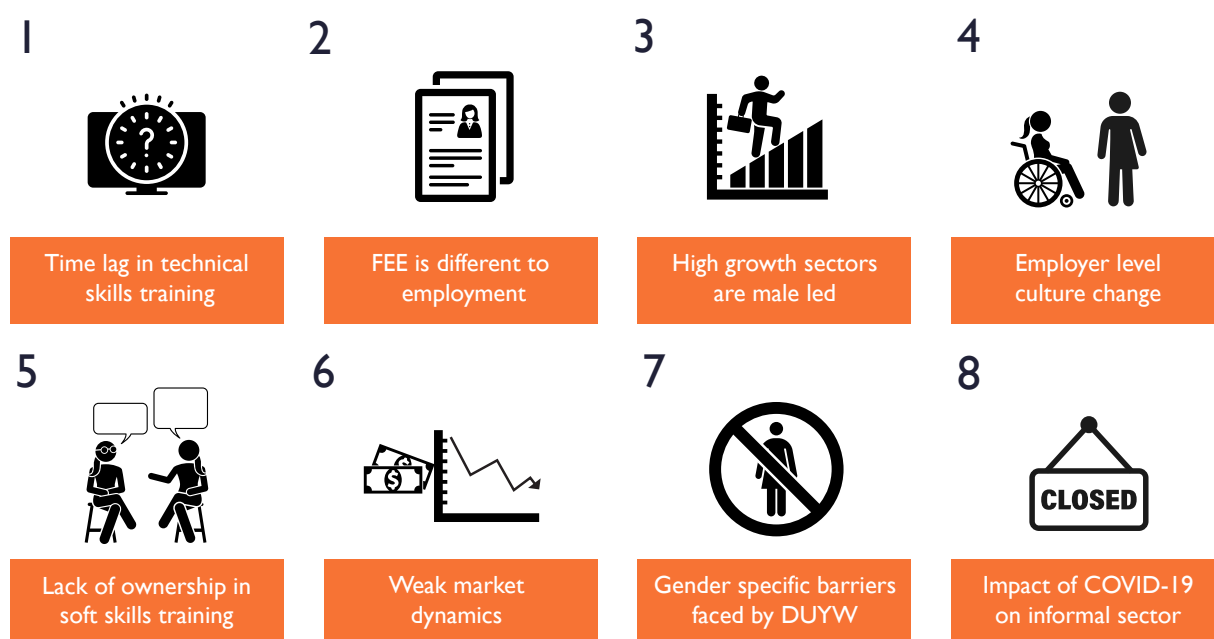 1
2
3
4
?
Time lag in technical
skills training
FEE is different to
employment
High growth sectors
are male led
Employer level
culture change
5
6
7
8
$
CLOSED
Lack of ownership in
soft skills training
Weak market
dynamics
Gender specific barriers
faced by DUYW
Impact of COVID-19
on informal sector